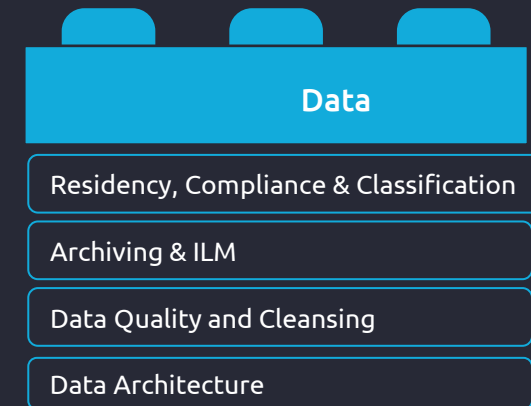 Data
Residency, Compliance & Classification
Archiving & ILM
Data Quality and Cleansing
Data Architecture